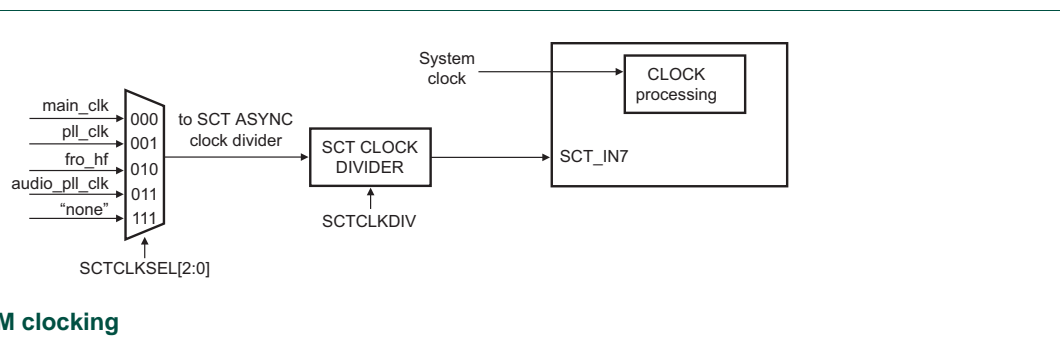 System
clock
CLOCK
processing
main_clk
000
pll_clk
001
fro_hf
010
audio_pll_clk
011
"none"
111
to SCT ASYNC
clock divider
SCT CLOCK
DIVIDER
SCT_IN7
SCTCLKDIV
SCTCLKSEL[2:0]
M clocking